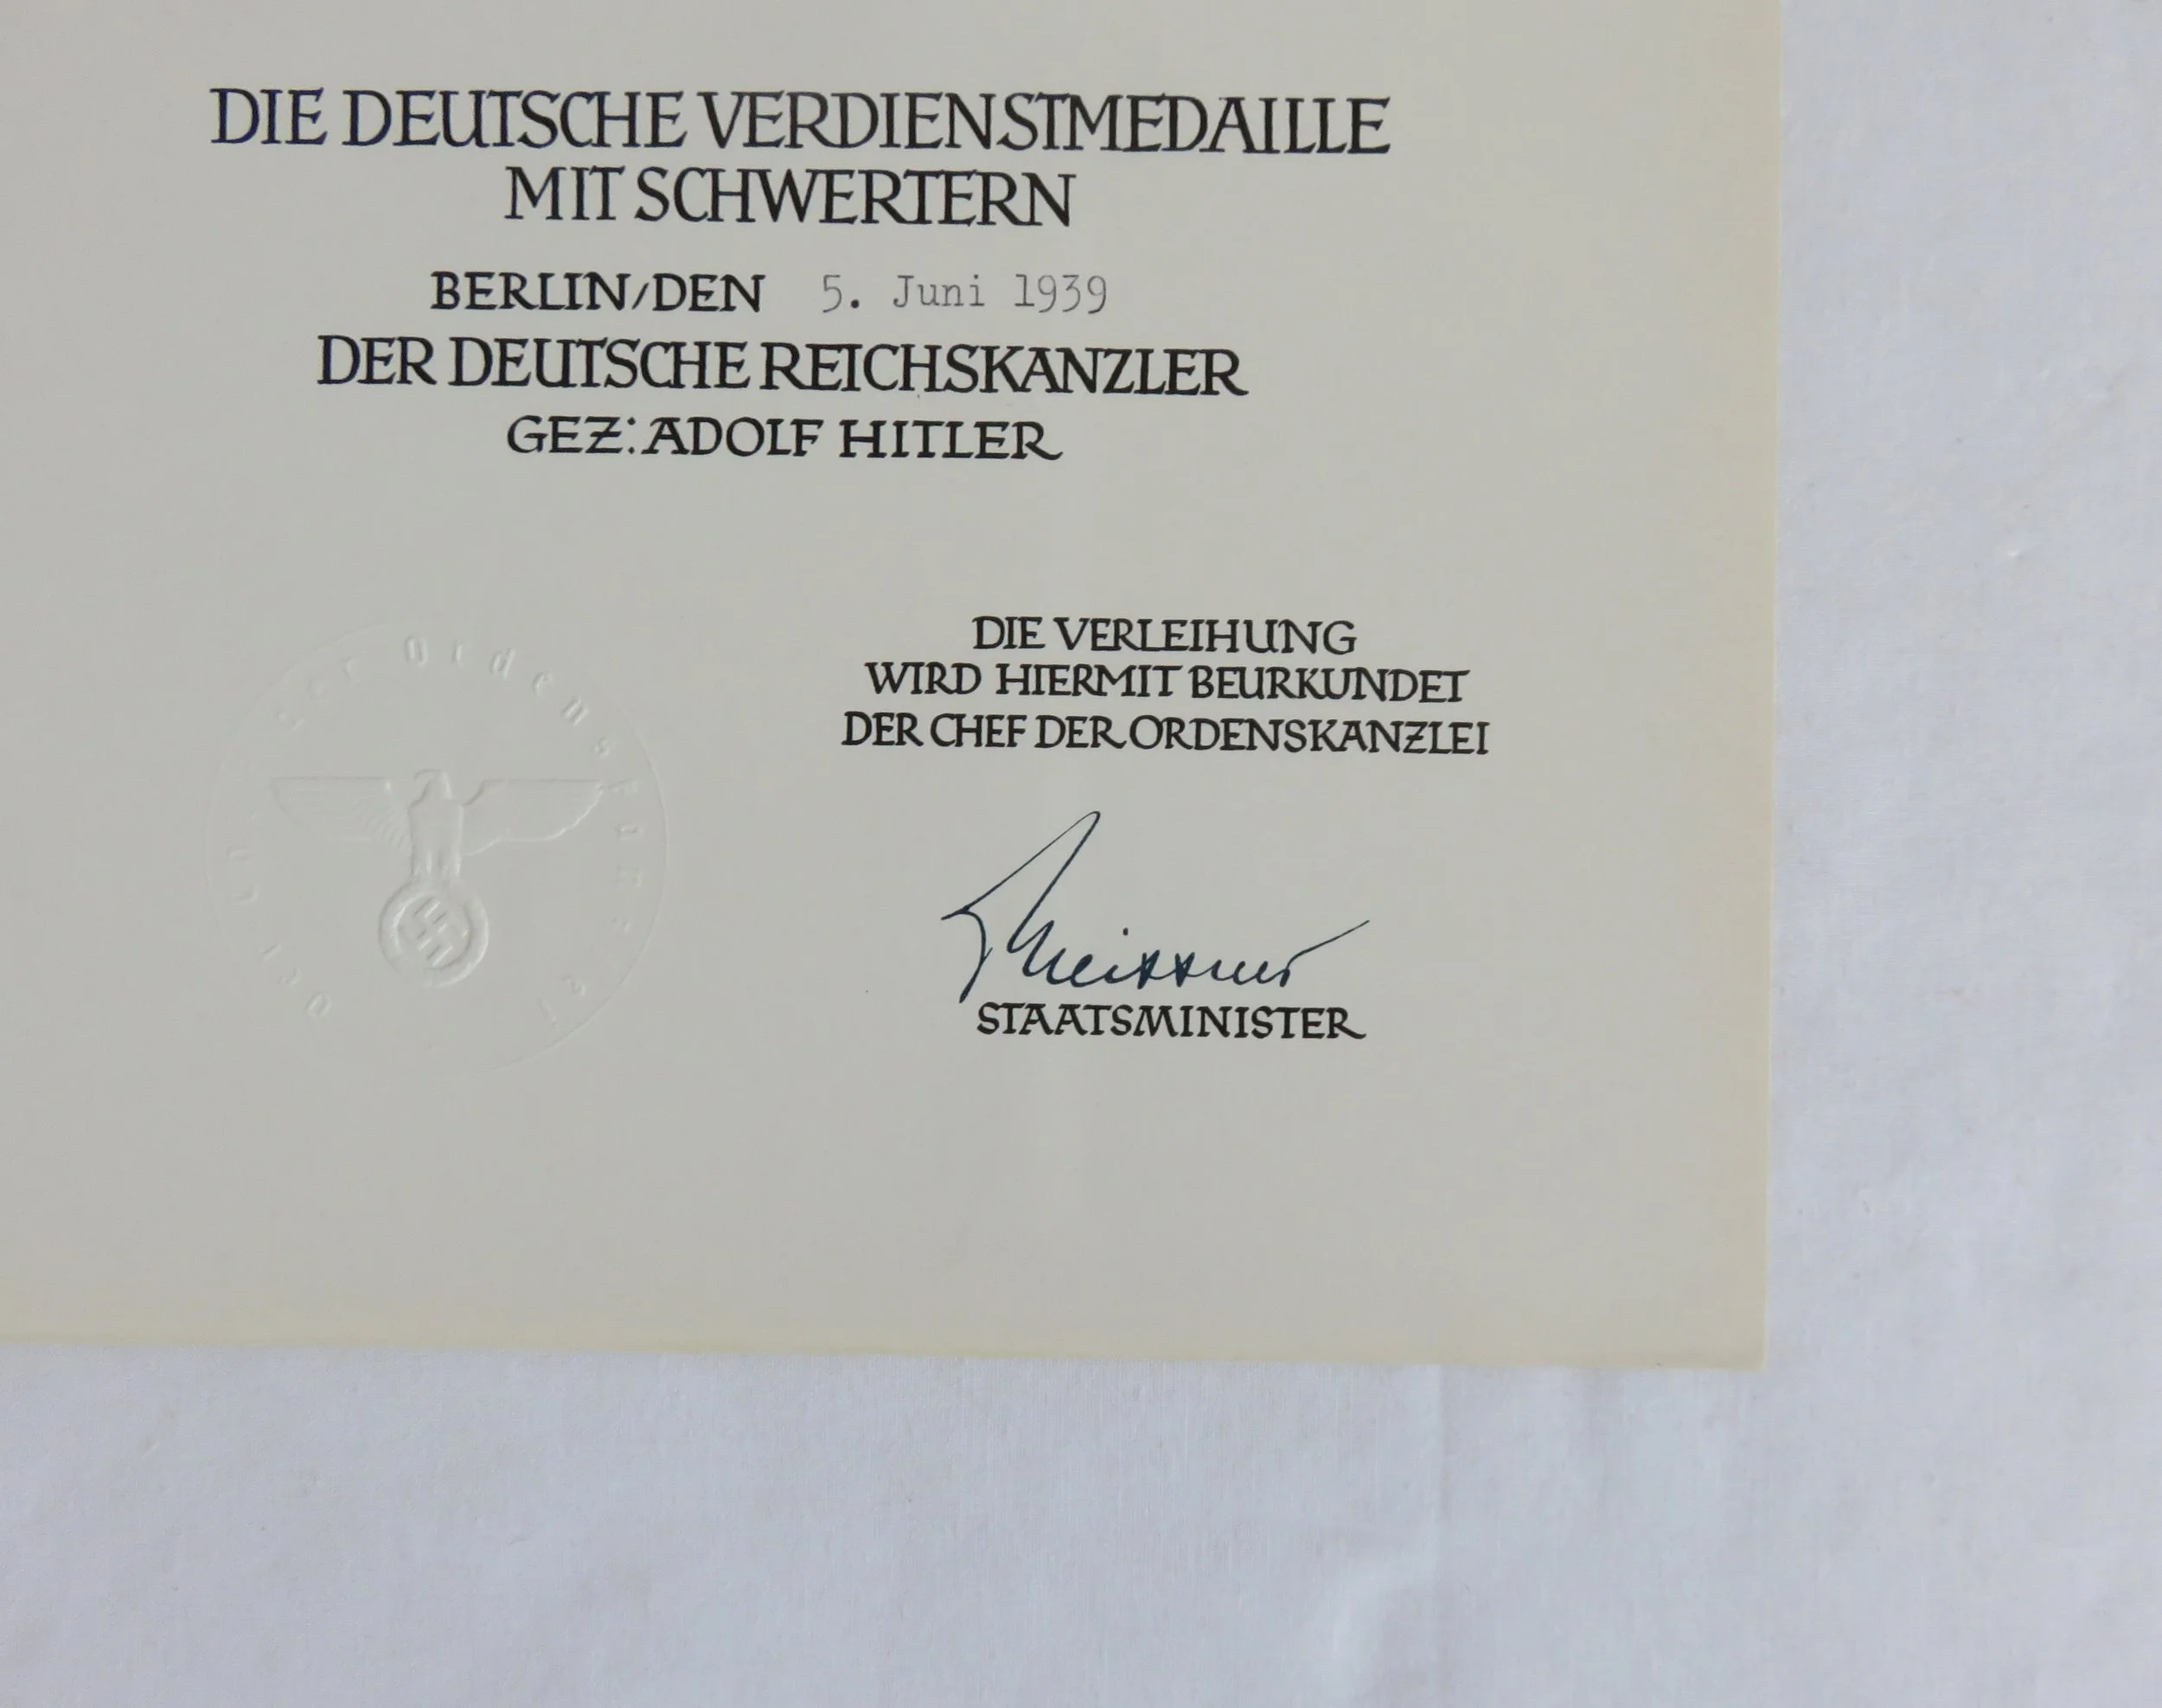 DIE DEUTSCHE VERDIENSTMEDAILLE
MIT SCHWERTERN
BERLIN/DEN 5. Juni 1939
DER DEUTSCHE REICHSKANZLER
GEZ: ADOLF HITLER
DIE VERLEIHUNG
WIRD HIERMIT BEURKUNDET
DER CHEF DER ORDENSKANZLEI
Meissner
STAATSMINISTER